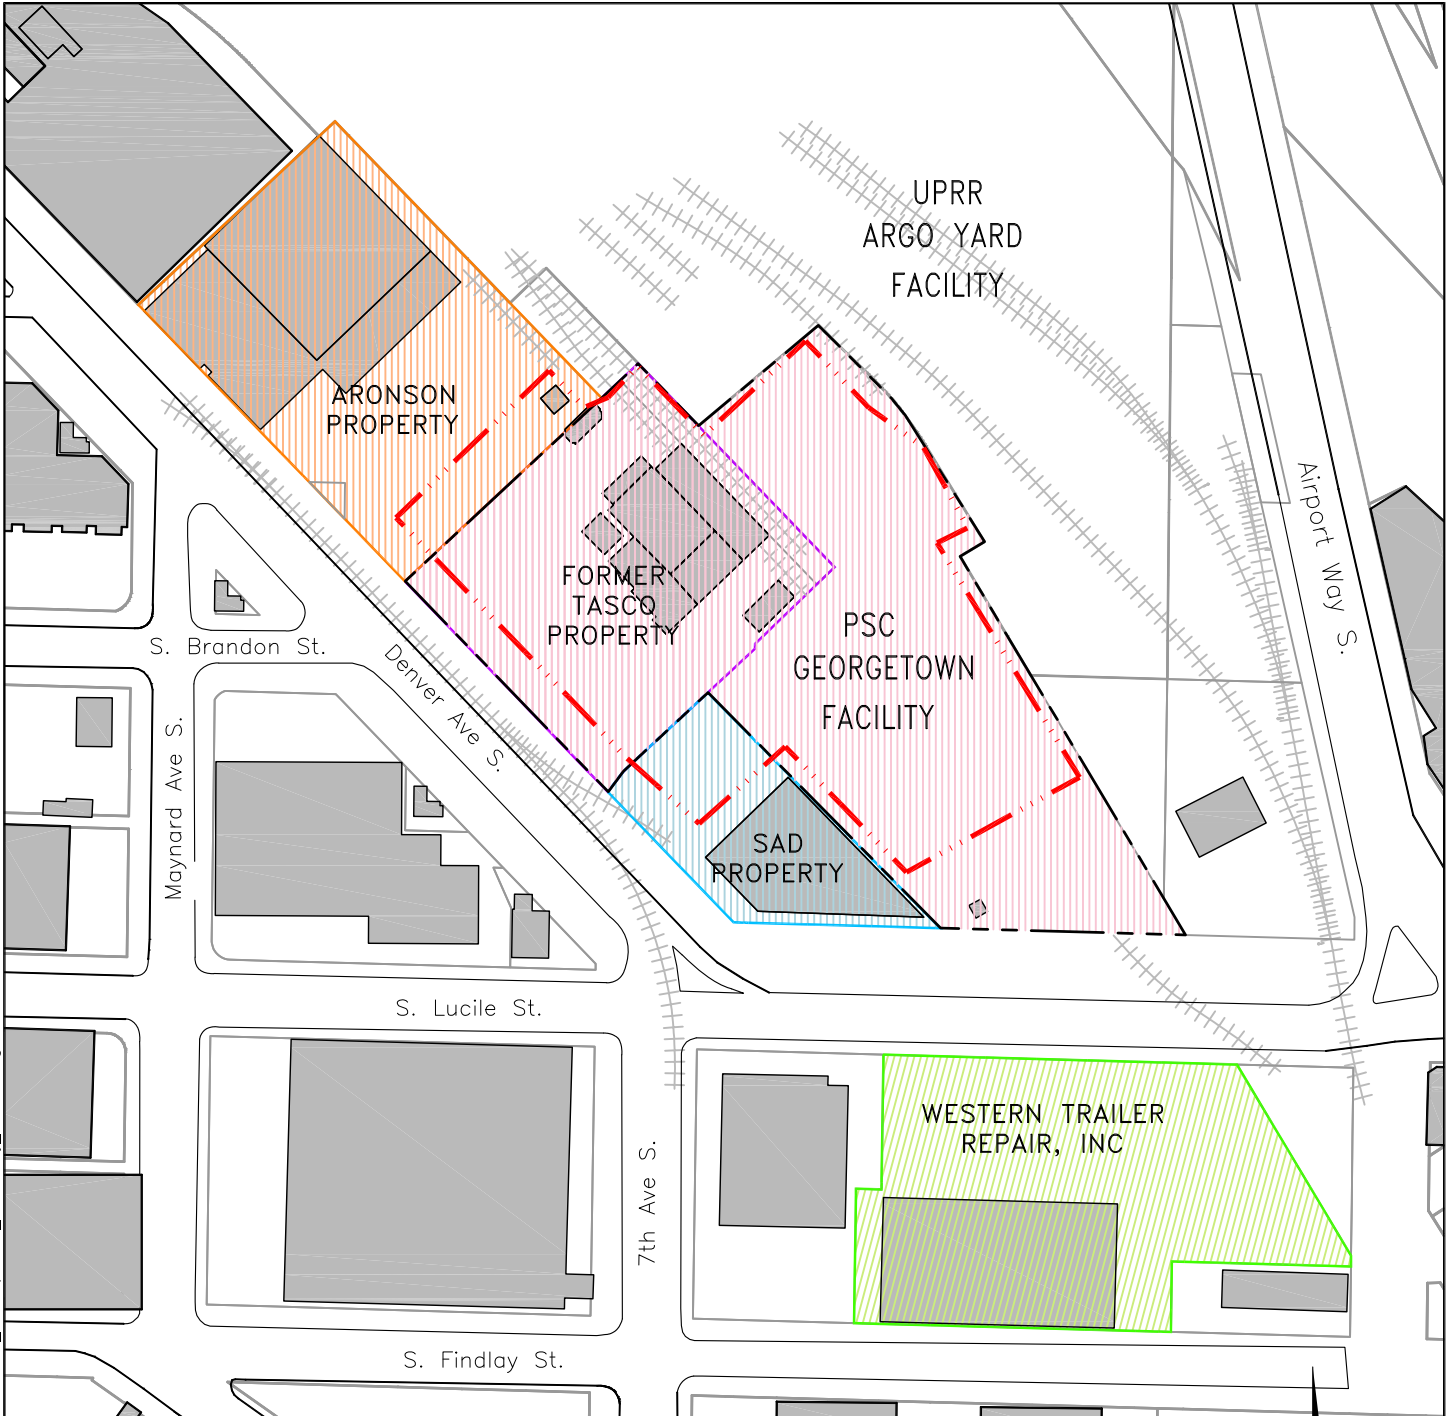 UPRR
ARGO YARD
FACILITY
ARONSON
PROPERTY
Airport Way S.
FORMER
TASCO
PROPERTY
PSC
GEORGETOWN
FACILITY
S. Brandon St.
Denver Ave S.
Maynard Ave S.
SAD
PROPERTY
S. Lucile St.
WESTERN TRAILER
REPAIR, INC
7th Ave S.
S. Findlay St.